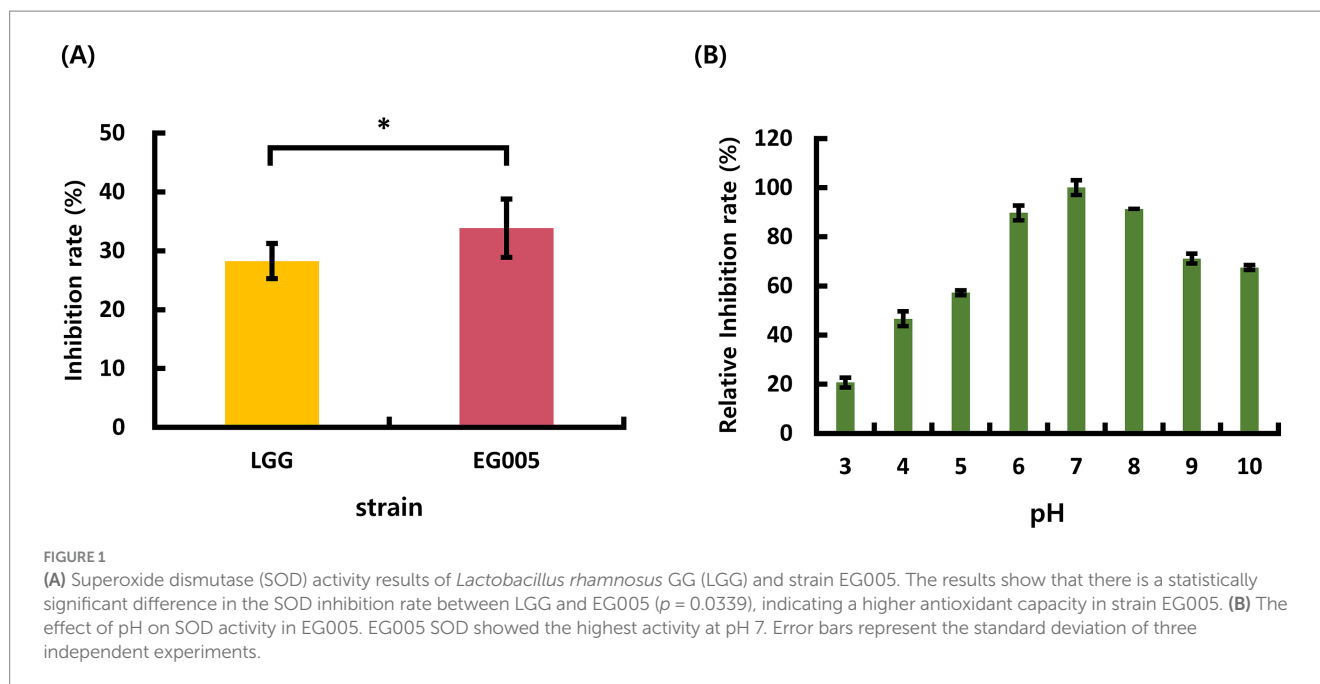 (A)
50
40
30
20
10
0
Inhibition rate (%)
*
LGG
EG005
strain
(B)
120
100
80
60
40
20
0
Relative Inhibition rate (%)
3 4 5 6 7 8 9 10
pH
FIGURE 1
(A) Superoxide dismutase (SOD) activity results of Lactobacillus rhamnosus GG (LGG) and strain EG005. The results show that there is a statistically
significant difference in the SOD inhibition rate between LGG and EG005 (p = 0.0339), indicating a higher antioxidant capacity in strain EG005. (B) The
effect of pH on SOD activity in EG005. EG005 SOD showed the highest activity at pH 7. Error bars represent the standard deviation of three
independent experiments.